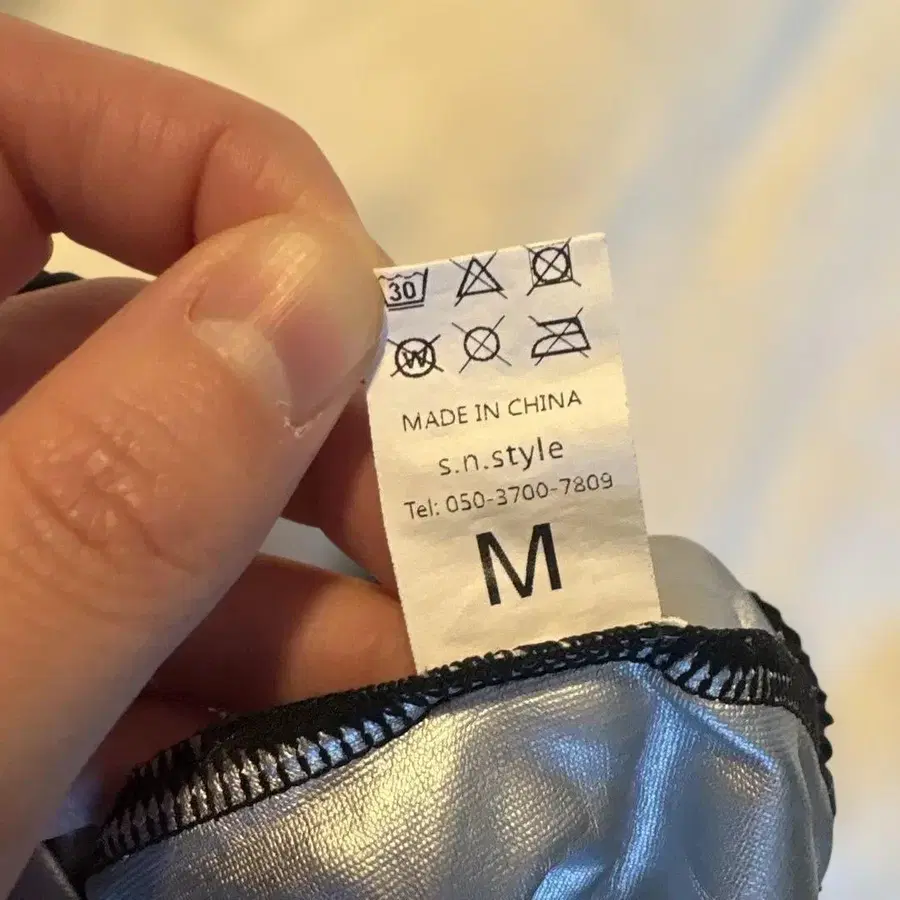 30
W
MADE IN CHINA
s.n.style
Tel: 050-3700-7809
M